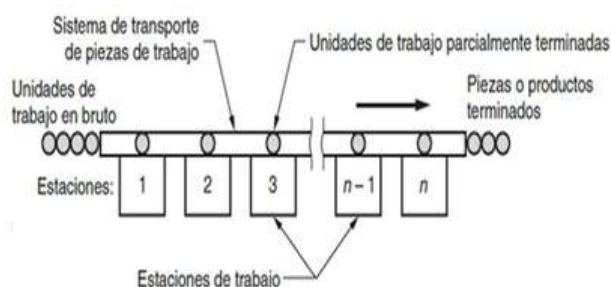 Sistema de transporte
de piezas de trabajo
Unidades de trabajo parcialmente terminadas
Unidades de
trabajo en bruto
Piezas o productos
terminados
Estaciones: 1 2 3 n – 1 n
Estaciones de trabajo